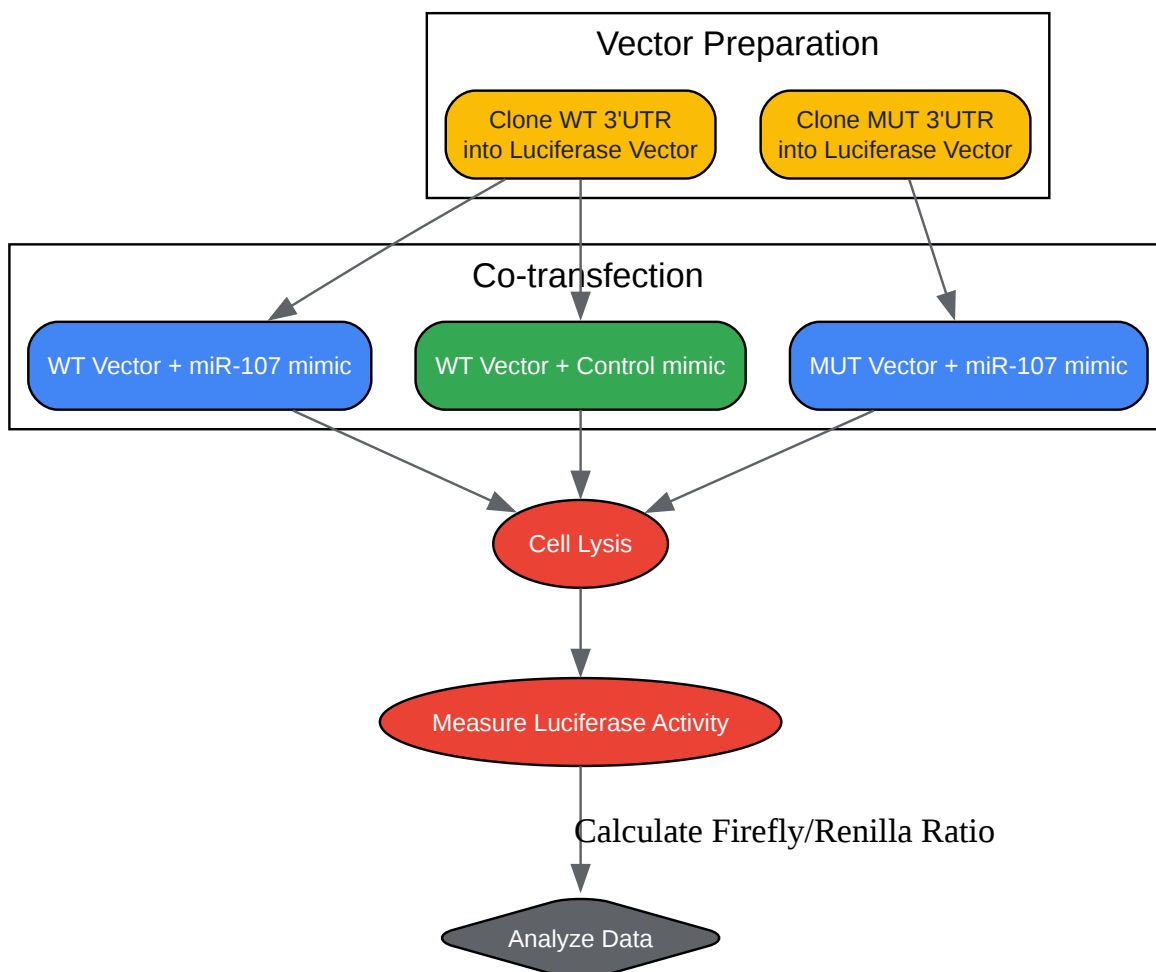 Vector Preparation
Clone WT 3'UTR
into Luciferase Vector
Clone MUT 3'UTR
into Luciferase Vector
Co-transfection
WT Vector + miR-107 mimic
WT Vector + Control mimic
MUT Vector + miR-107 mimic
Cell Lysis
Measure Luciferase Activity
Calculate Firefly/Renilla Ratio
Analyze Data